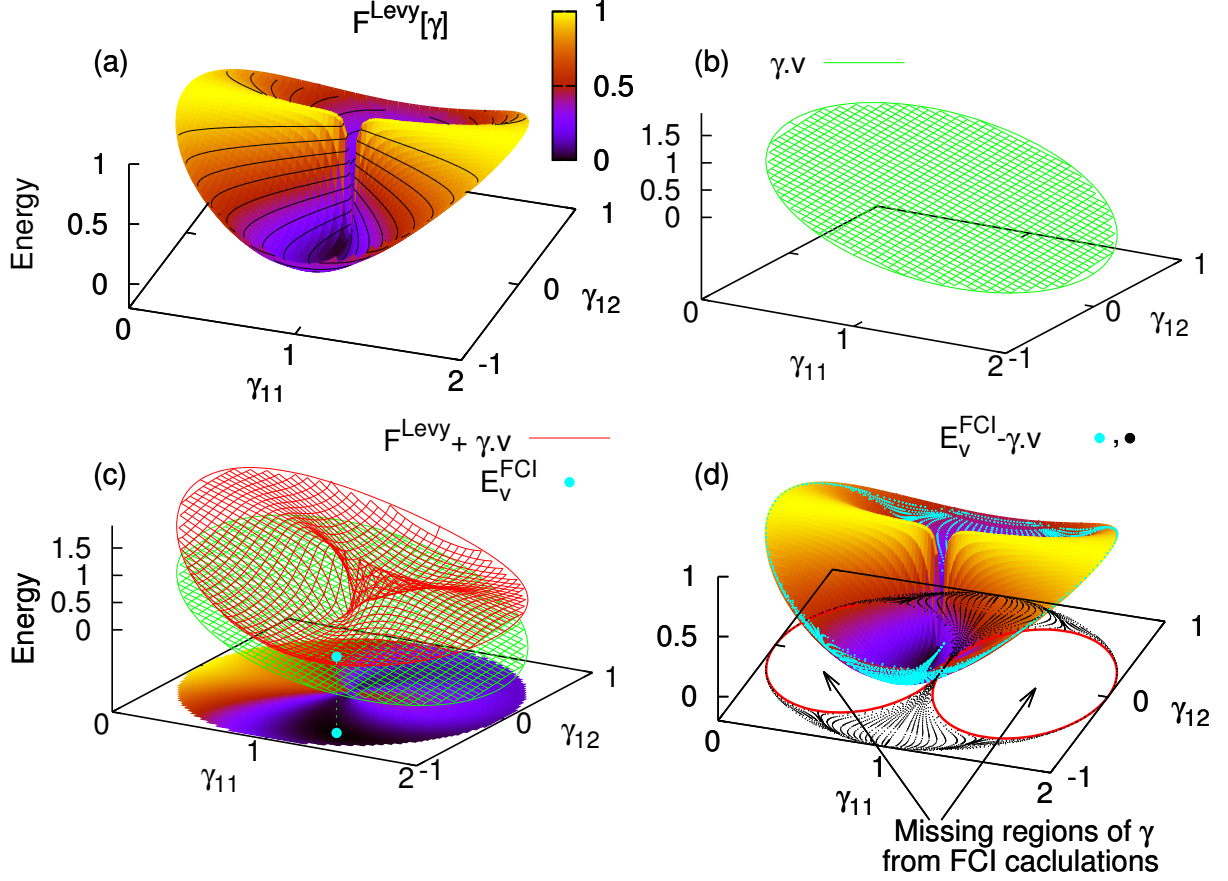 F^Levy[γ]
(a)
1
0.5
0
1
0.5
0
Energy
0
1
2
γ11
-1
0
1
γ12
(b)
γ.v
1.5
1
0.5
0
0
1
2
γ11
-1
0
1
γ12
F^Levy + γ.v
E_v^FCI
(c)
1.5
1
0.5
0
Energy
0
1
2
γ11
-1
0
1
γ12
E_v^FCI-γ.v ,
(d)
1
0.5
0
0
1
2
γ11
-1
0
1
γ12
Missing regions of γ
from FCI caclulations